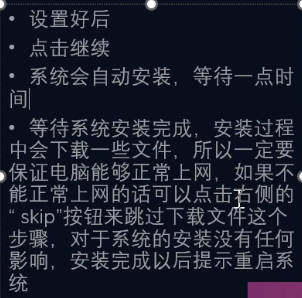 • 设置好后
• 点击继续
• 系统会自动安装，等待一点时
间
• 等待系统安装完成，安装过程
中会下载一些文件，所以一定要
保证电脑能够正常上网，如果不
能正常上网的话可以点击右侧的
“ skip”按钮来跳过下载文件这个
步骤，对于系统的安装没有任何
影响，安装完成以后提示重启系
统